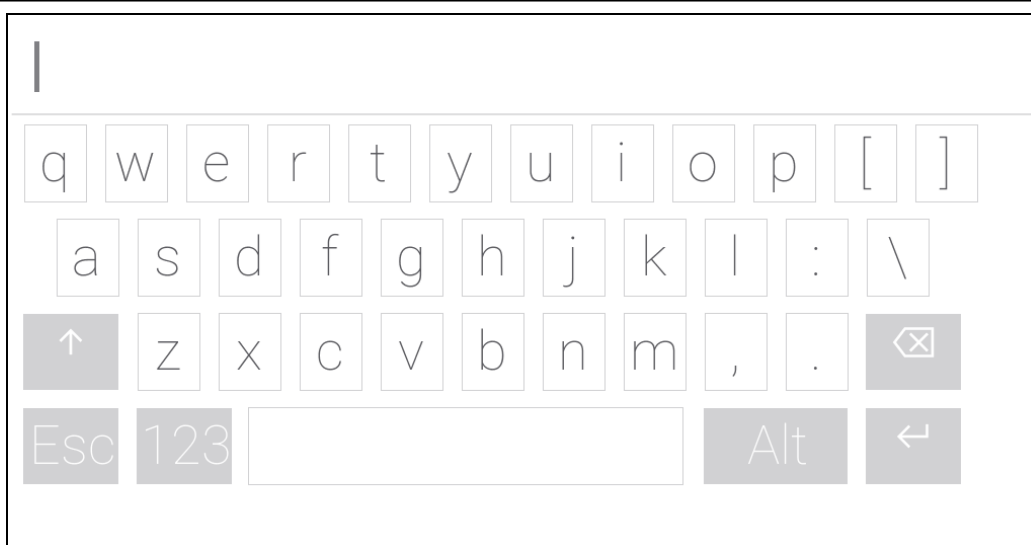 q w e r t y u i o p [ ]
a s d f g h j k l : \
↑ z x c v b n m , . ⌫
Esc 123 Alt ↵